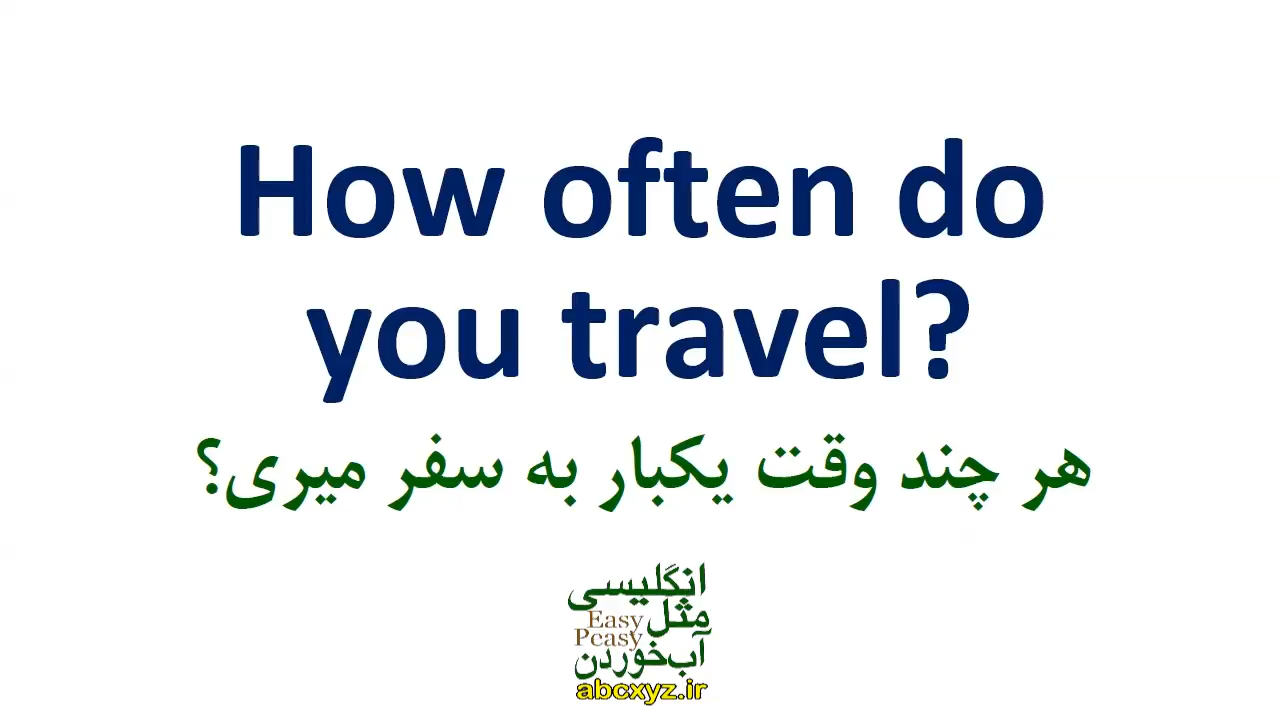 How often do
you travel?
هر چند وقت یکبار به سفر میری؟
انگلیسی
مثل
Easy
Peasy
آب‌خوردن
abcxyz.ir